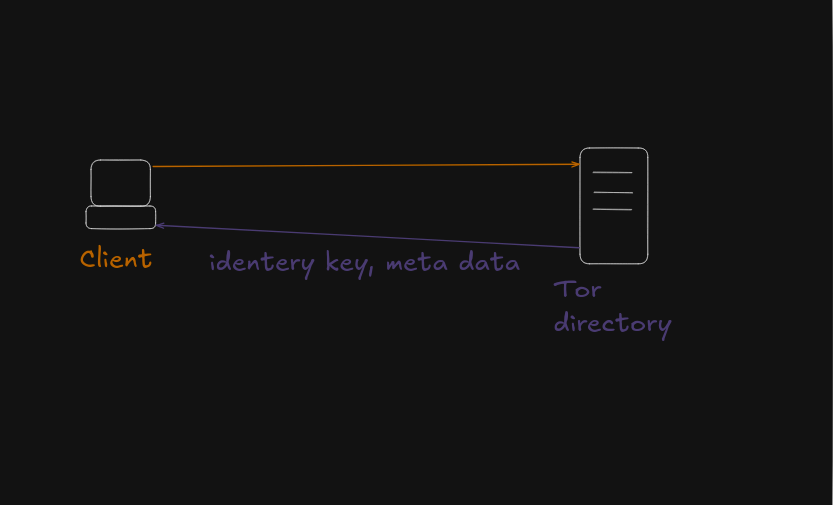 Client
identery key, meta data
Tor
directory